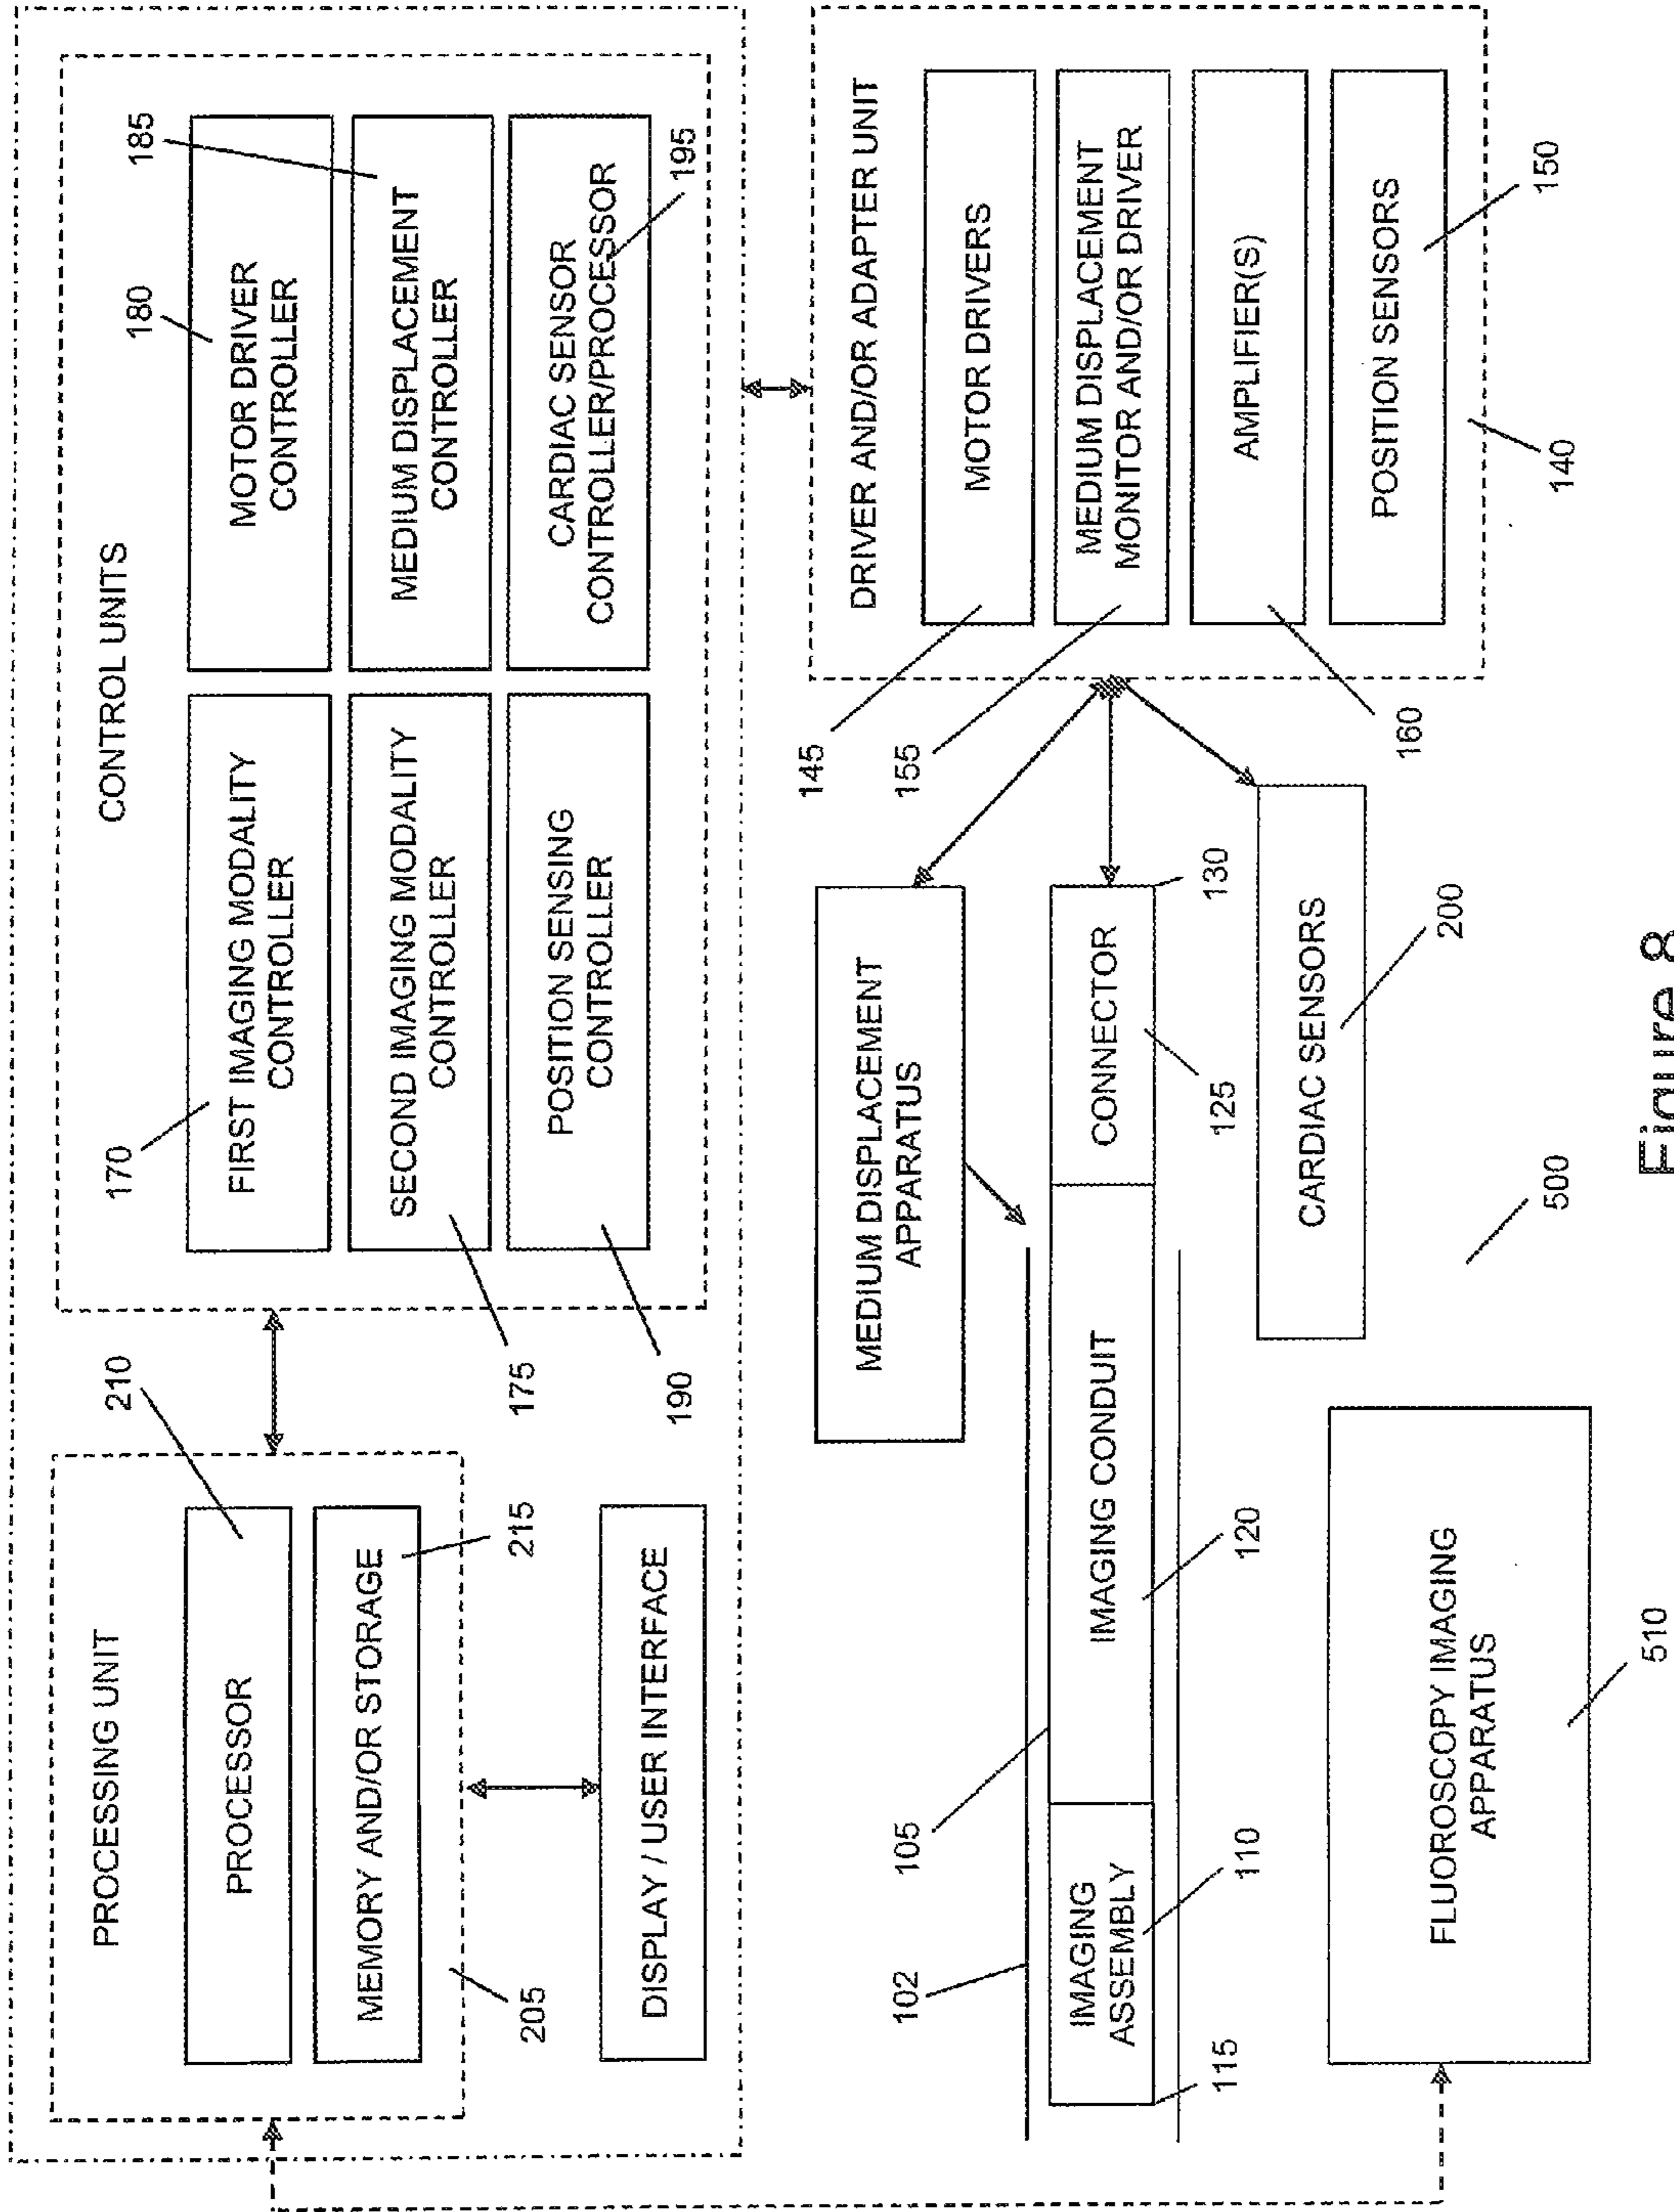 PROCESSING UNIT
210
PROCESSOR
MEMORY AND/OR STORAGE
215
205
DISPLAY / USER INTERFACE
CONTROL UNITS
170
FIRST IMAGING MODALITY
CONTROLLER
180
MOTOR DRIVER
CONTROLLER
185
SECOND IMAGING MODALITY
CONTROLLER
175
MEDIUM DISPLACEMENT
CONTROLLER
POSITION SENSING
CONTROLLER
190
CARDIAC SENSOR
CONTROLLER/PROCESSOR
195
MEDIUM DISPLACEMENT
APPARATUS
102
105
IMAGING
ASSEMBLY
IMAGING CONDUIT
CONNECTOR
130
115
110
120
125
CARDIAC SENSORS
200
FLUOROSCOPY IMAGING
APPARATUS
510
500
DRIVER AND/OR ADAPTER UNIT
145
MOTOR DRIVERS
155
MEDIUM DISPLACEMENT
MONITOR AND/OR DRIVER
160
AMPLIFIER(S)
POSITION SENSORS
150
140
Figure 8